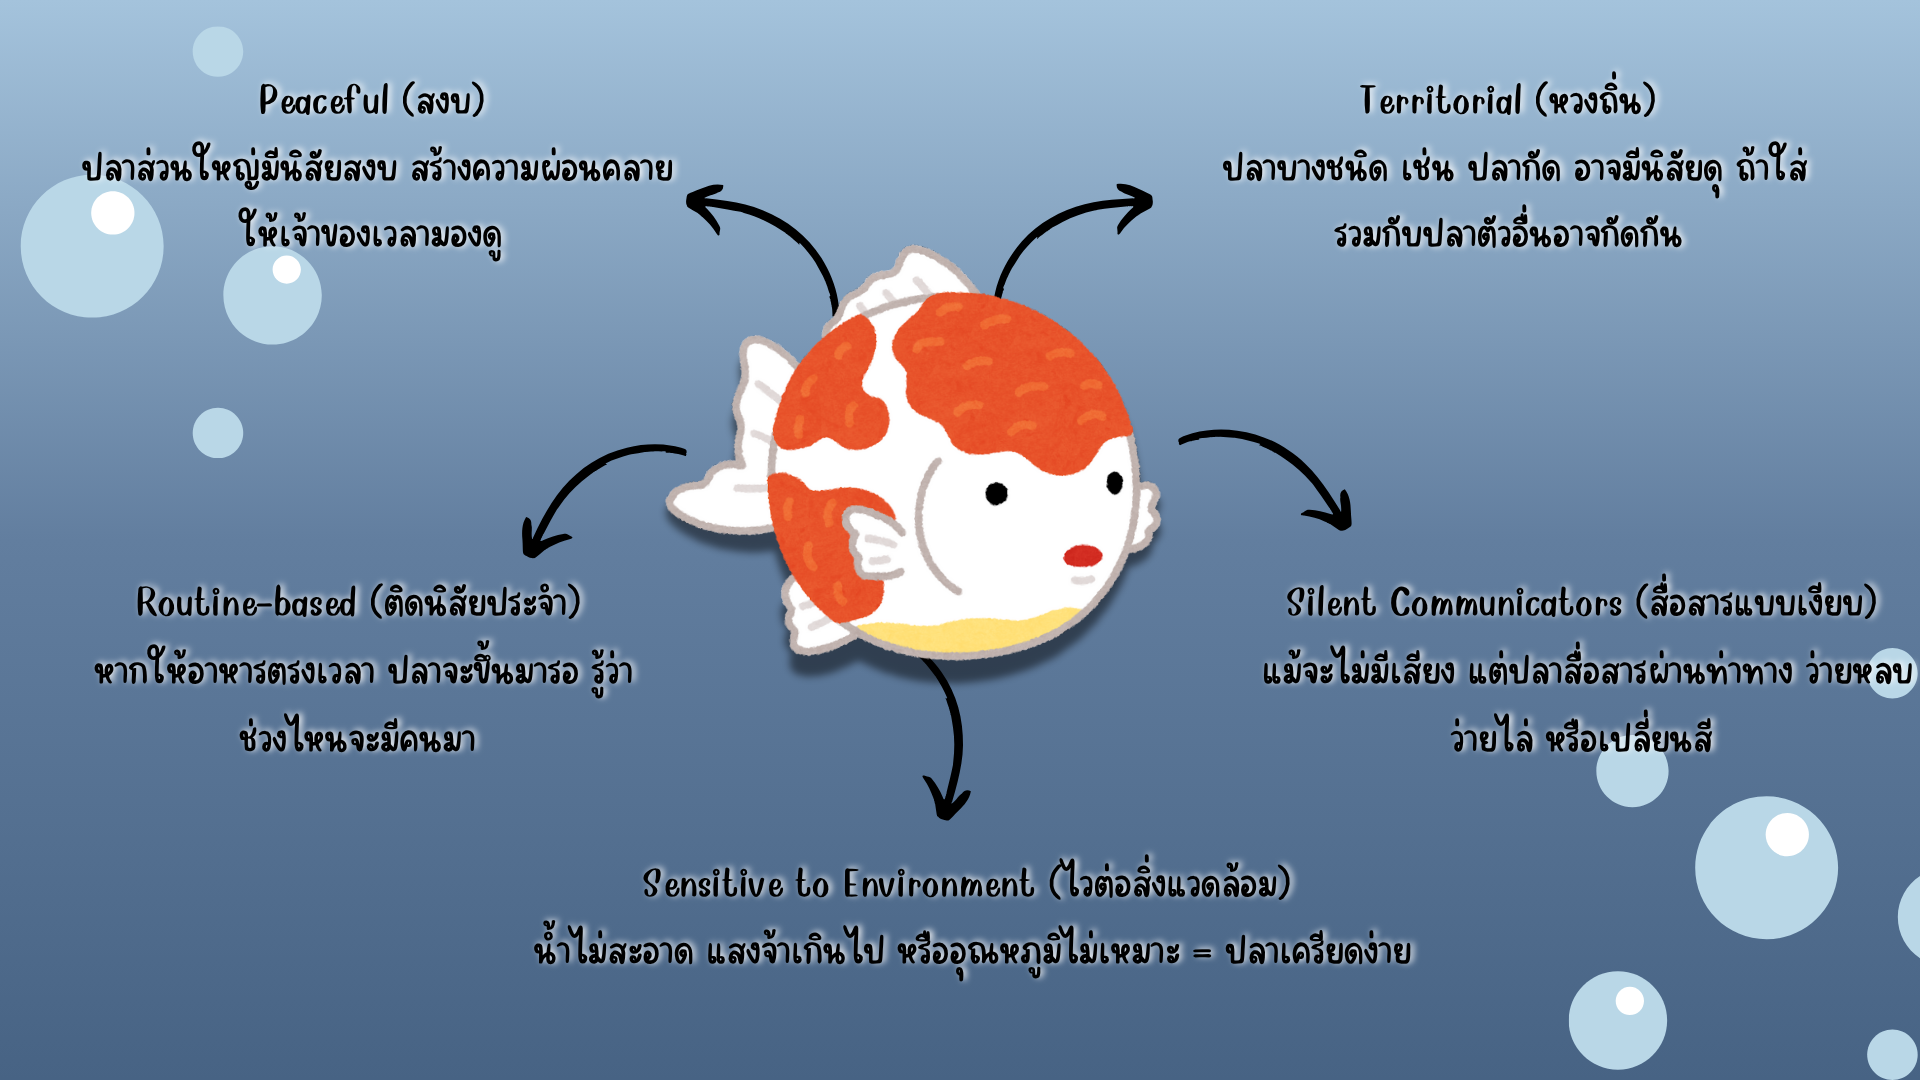 Peaceful (สงบ)
ปลาส่วนใหญ่มีนิสัยสงบ สร้างความผ่อนคลาย
ให้เจ้าของเวลามองดู
Territorial (หวงถิ่น)
ปลาบางชนิด เช่น ปลากัด อาจมีนิสัยดุ ถ้าใส่
รวมกับปลาตัวอื่นอาจกัดกัน
Routine-based (ติดนิสัยประจำ)
หากให้อาหารตรงเวลา ปลาจะขึ้นมารอ รู้ว่า
ช่วงไหนจะมีคนมา
Silent Communicators (สื่อสารแบบเงียบ)
แม้จะไม่มีเสียง แต่ปลาสื่อสารผ่านท่าทาง ว่ายหลบ
ว่ายไล่ หรือเปลี่ยนสี
Sensitive to Environment (ไวต่อสิ่งแวดล้อม)
น้ำไม่สะอาด แสงจ้าเกินไป หรืออุณหภูมิไม่เหมาะ = ปลาเครียดง่าย